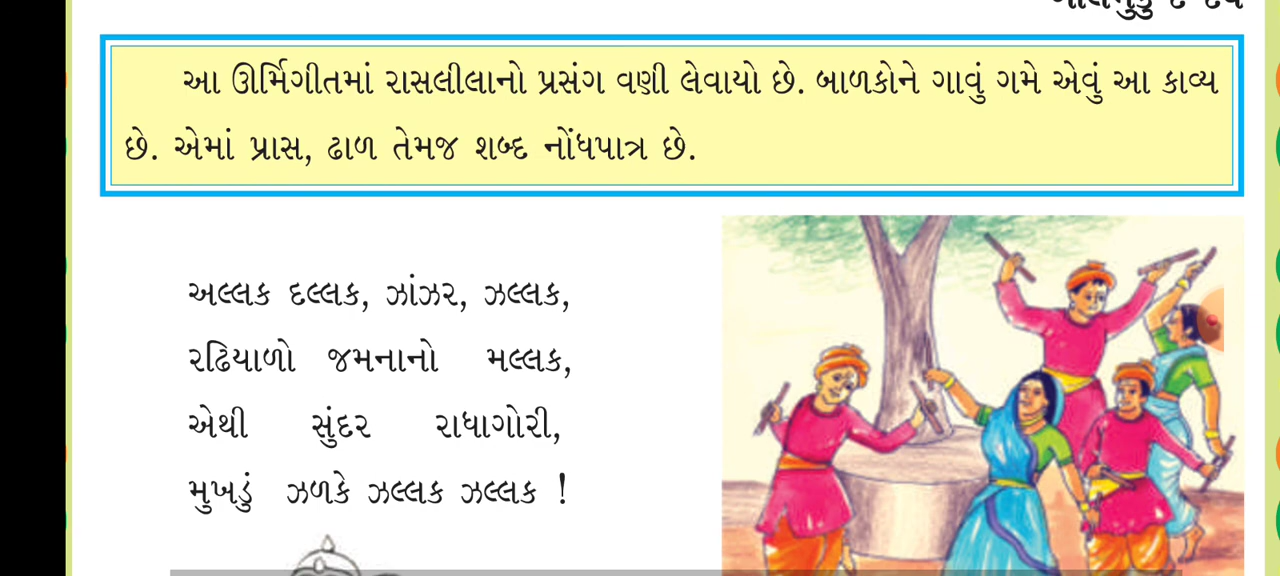 આ ઊર્મિગીતમાં રાસલીલાનો પ્રસંગ વણી લેવાયો છે. બાળકોને ગાવું ગમે એવું આ કાવ્ય
છે. એમાં પ્રાસ, ઢાળ તેમજ શબ્દ નોંધપાત્ર છે.
અલ્લક દલ્લક, ઝાંઝર, ઝલ્લક,
રઢિયાળો જમનાનો મલ્લક,
એથી સુંદર રાધાગોરી,
મુખડું ઝળકે ઝલ્લક ઝલ્લક !